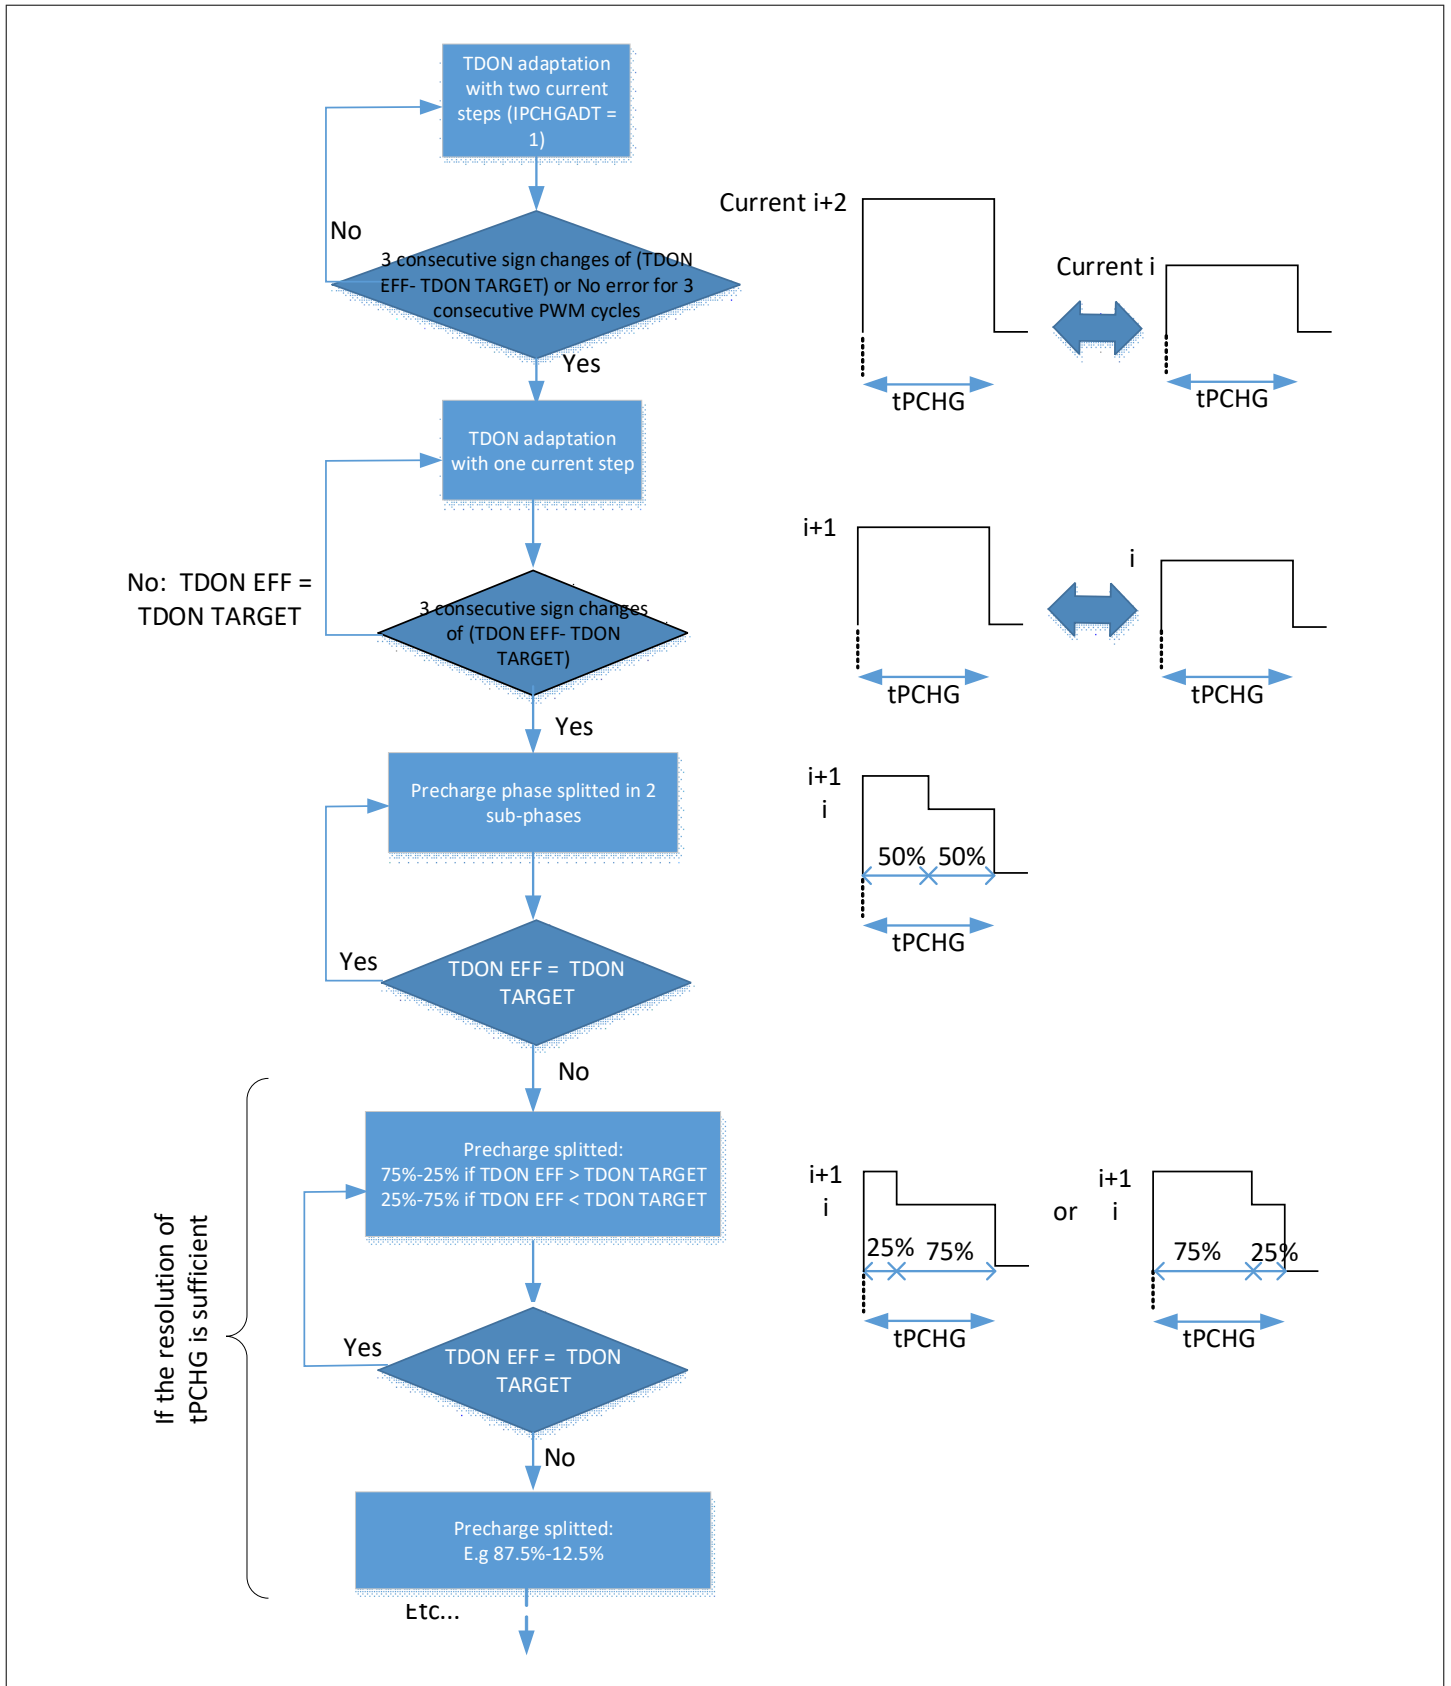 TDON adaptation
with two current
steps (IPCHGADT =
1)
No
3 consecutive sign changes of (TDON
EFF- TDON TARGET) or No error for 3
consecutive PWM cycles
Yes
Current i+2
tPCHG
Current i
tPCHG
TDON adaptation
with one current step
No:  TDON EFF =
TDON TARGET
3 consecutive sign changes
of (TDON EFF- TDON
TARGET)
Yes
i+1
tPCHG
i
tPCHG
Precharge phase splitted in 2
sub-phases
i+1
i
50%
50%
tPCHG
Yes
TDON EFF =  TDON
TARGET
No
If the resolution of
tPCHG is sufficient
Precharge splitted:
75%-25% if TDON EFF > TDON TARGET
25%-75% if TDON EFF < TDON TARGET
i+1
i
25%
75%
tPCHG
or
i+1
i
75%
25%
tPCHG
Yes
TDON EFF =  TDON
TARGET
No
Precharge splitted:
E.g 87.5%-12.5%
Etc...